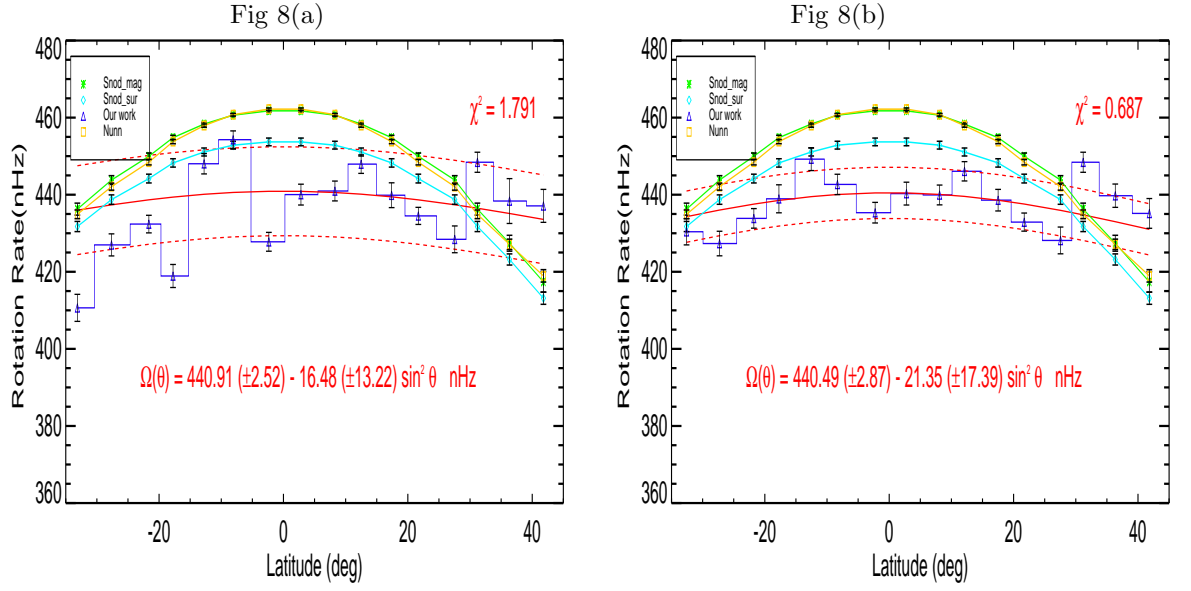 Fig 8(a)
480
460
440
420
400
380
360
Rotation Rate(nHz)
Snod_mag
Snod_sur
Our work
Nunn
χ² = 1.791
Ω(θ) = 440.91 (±2.52) - 16.48 (±13.22) sin² θ nHz
-20
0
20
40
Latitude (deg)
Fig 8(b)
480
460
440
420
400
380
360
Rotation Rate(nHz)
Snod_mag
Snod_sur
Our work
Nunn
χ² = 0.687
Ω(θ) = 440.49 (±2.87) - 21.35 (±17.39) sin² θ nHz
-20
0
20
40
Latitude (deg)